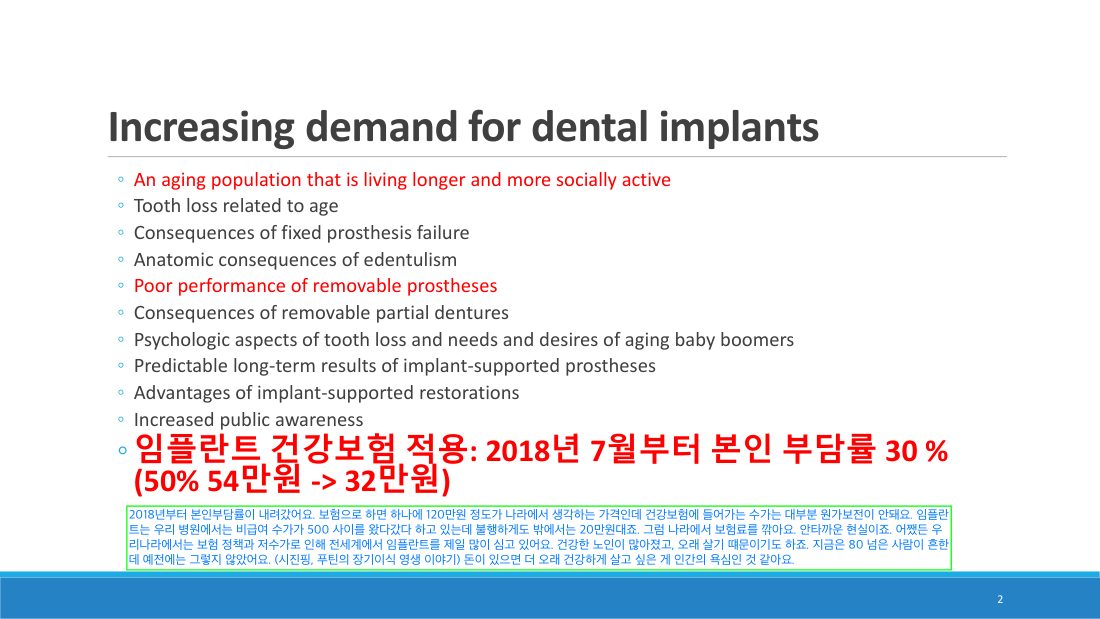 Increasing demand for dental implants
◦ An aging population that is living longer and more socially active
◦ Tooth loss related to age
◦ Consequences of fixed prosthesis failure
◦ Anatomic consequences of edentulism
◦ Poor performance of removable prostheses
◦ Consequences of removable partial dentures
◦ Psychologic aspects of tooth loss and needs and desires of aging baby boomers
◦ Predictable long-term results of implant-supported prostheses
◦ Advantages of implant-supported restorations
◦ Increased public awareness
◦ 임플란트 건강보험 적용: 2018년 7월부터 본인 부담률 30 %
(50% 54만원 -> 32만원)
2018년부터 본인부담률이 내려갔어요. 보험으로 하면 하나에 120만원 정도가 나라에서 생각하는 가격인데 건강보험에 들어가는 수가는 대부분 원가보전이 안돼요. 임플란
트는 우리 병원에서는 비급여 수가가 500 사이를 왔다갔다 하고 있는데 불행하게도 밖에서는 20만원대죠. 그럼 나라에서 보험료를 깎아요. 안타까운 현실이죠. 어쨌든 우
리나라에서는 보험 정책과 저수가로 인해 전세계에서 임플란트를 제일 많이 심고 있어요. 건강한 노인이 많아졌고, 오래 살기 때문이기도 하죠. 지금은 80 넘은 사람이 흔한
데 예전에는 그렇지 않았어요. (시진핑, 푸틴의 장기이식 영생 이야기) 돈이 있으면 더 오래 건강하게 살고 싶은 게 인간의 욕심인 것 같아요.
2